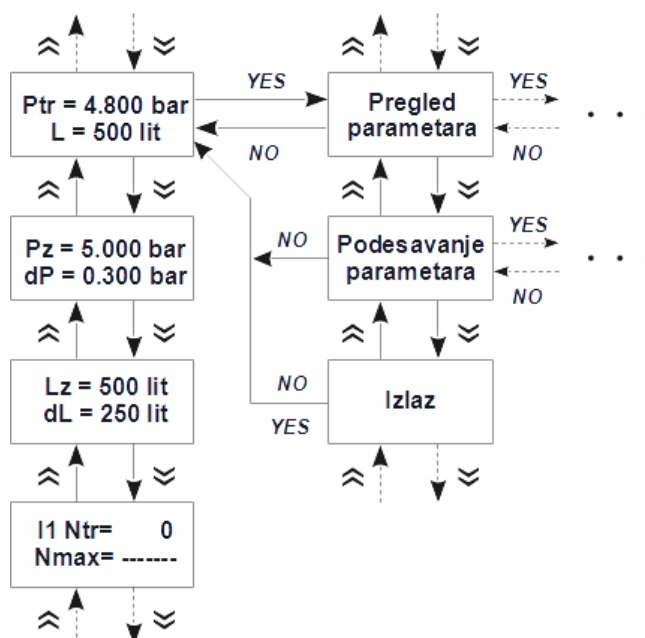 Ptr = 4.800 bar
L = 500 lit
YES
NO
Pregled
parametara
YES
NO
Pz = 5.000 bar
dP = 0.300 bar
NO
Podesavanje
parametara
YES
NO
Lz = 500 lit
dL = 250 lit
NO
YES
Izlaz
I1 Ntr= 0
Nmax= -------